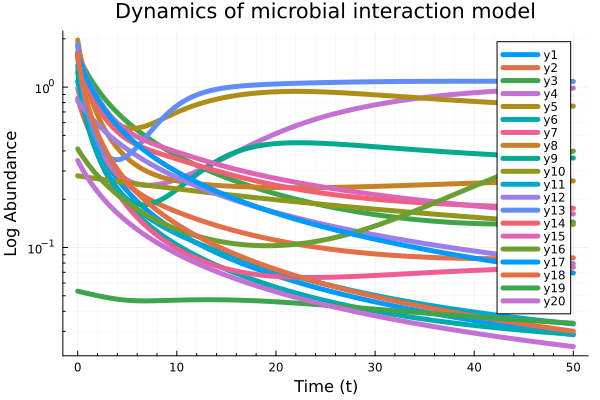 Dynamics of microbial interaction model
Log Abundance
10⁰
10⁻¹
0
10
20
30
40
50
Time (t)
y1
y2
y3
y4
y5
y6
y7
y8
y9
y10
y11
y12
y13
y14
y15
y16
y17
y18
y19
y20